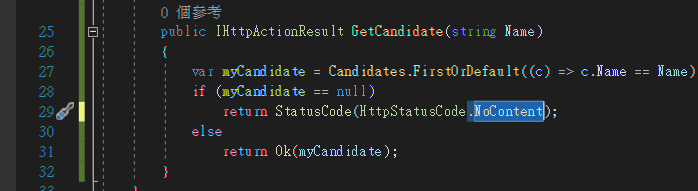 0 個參考
25 public IHttpActionResult GetCandidate(string Name)
26 {
27 var myCandidate = Candidates.FirstOrDefault((c) => c.Name == Name)
28 if (myCandidate == null)
29 return StatusCode(HttpStatusCode.NoContent);
30 else
31 return Ok(myCandidate);
32 }
33 }